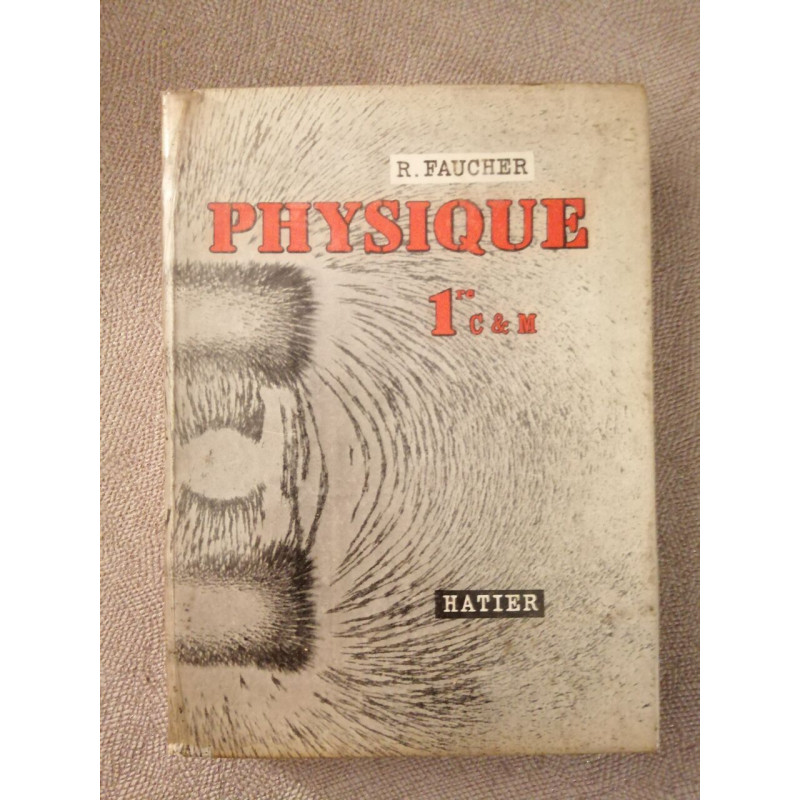 R. FAUCHER
PHYSIQUE
1re C & M
HATIER